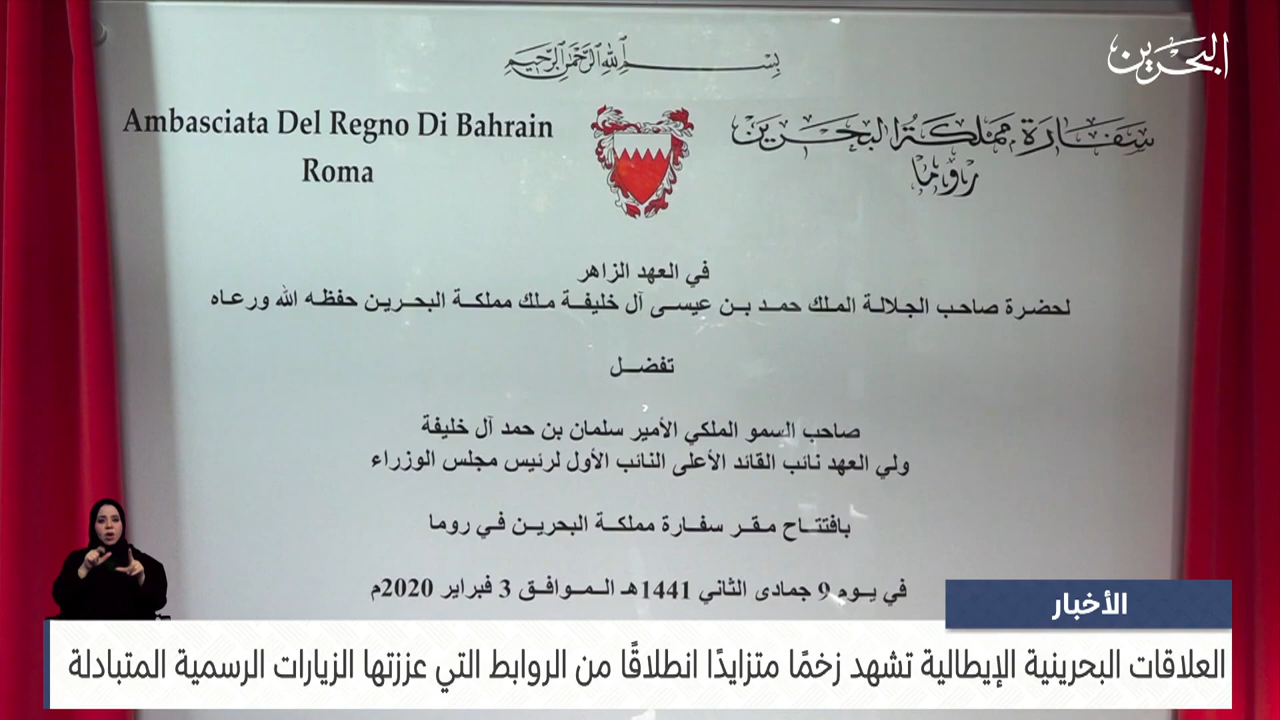 البحرين
بسم الله الرحمن الرحيم
Ambasciata Del Regno Di Bahrain
Roma
سفارة مملكة البحرين
روما
في العهد الزاهر
لحضرة صاحب الجلالة الملك حمد بن عيسى آل خليفة ملك مملكة البحرين حفظه الله ورعاه
تفضل
صاحب السمو الملكي الأمير سلمان بن حمد آل خليفة
ولي العهد نائب القائد الأعلى النائب الأول لرئيس مجلس الوزراء
بافتتاح مقر سفارة مملكة البحرين في روما
في يوم 9 جمادى الثاني 1441هـ الموافق 3 فبراير 2020م
الأخبار
العلاقات البحرينية الإيطالية تشهد زخمًا متزايدًا انطلاقًا من الروابط التي عززتها الزيارات الرسمية المتبادلة